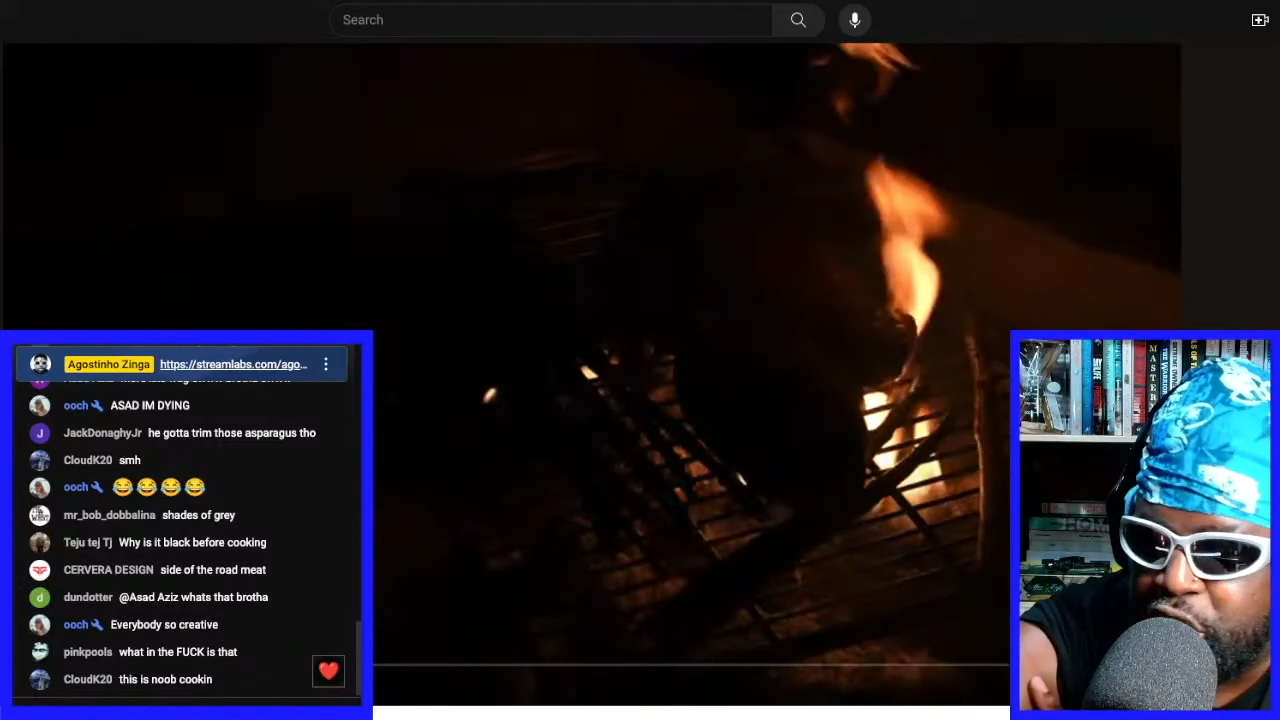 Search
Agostinho Zinga https://streamlabs.com/ago...
ooch ASAD IM DYING
JackDonaghyJr he gotta trim those asparagus tho
CloudK20 smh
ooch 😂😂😂😂
mr_bob_dobbalina shades of grey
Teju tej Tj Why is it black before cooking
CERVERA DESIGN side of the road meat
dundotter @Asad Aziz whats that brotha
ooch Everybody so creative
pinkpools what in the FUCK is that
CloudK20 this is noob cookin